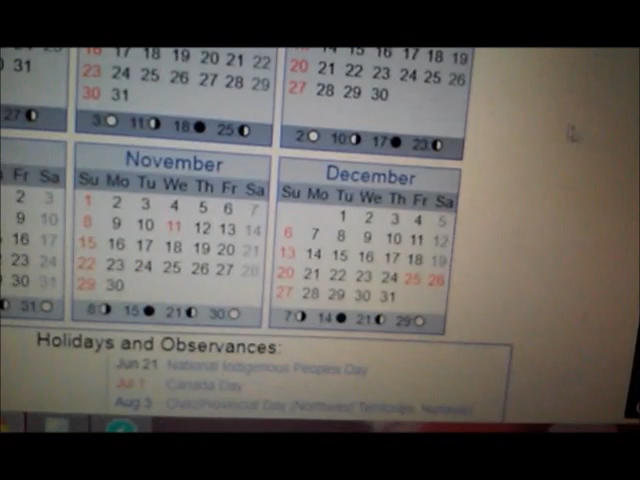 31
16 17 18 19 20 21 22
23 24 25 26 27 28 29
30 31
14 15 16 17 18 19
20 21 22 23 24 25 26
27 28 29 30
27
3 11 18 25
2 10 17 23
November
December
Fr Sa
Su Mo Tu We Th Fr Sa
Su Mo Tu We Th Fr Sa
2 3
9 10
16 17
23 24
30 31
31
1 2 3 4 5 6 7
8 9 10 11 12 13 14
15 16 17 18 19 20 21
22 23 24 25 26 27 28
29 30
8 15 21 30
1 2 3 4 5
6 7 8 9 10 11 12
13 14 15 16 17 18 19
20 21 22 23 24 25 26
27 28 29 30 31
7 14 21 29
Holidays and Observances:
Jun 21 National Indigenous Peoples Day
Jul 1 Canada Day
Aug 3 Civic/Provincial Day (Northwest Territories, Nunavut)